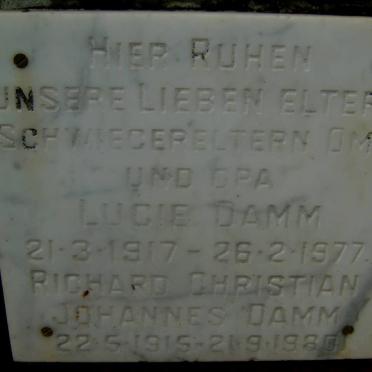 HIER RUHEN
UNSERE LIEBEN ELTER
SCHWIEGERELTERN OM
UND OPA
LUCIE DAMM
21·3·1917 - 26·2·1977
RICHARD CHRISTIAN
JOHANNES DAMM
22·5·1915-21·9·1980